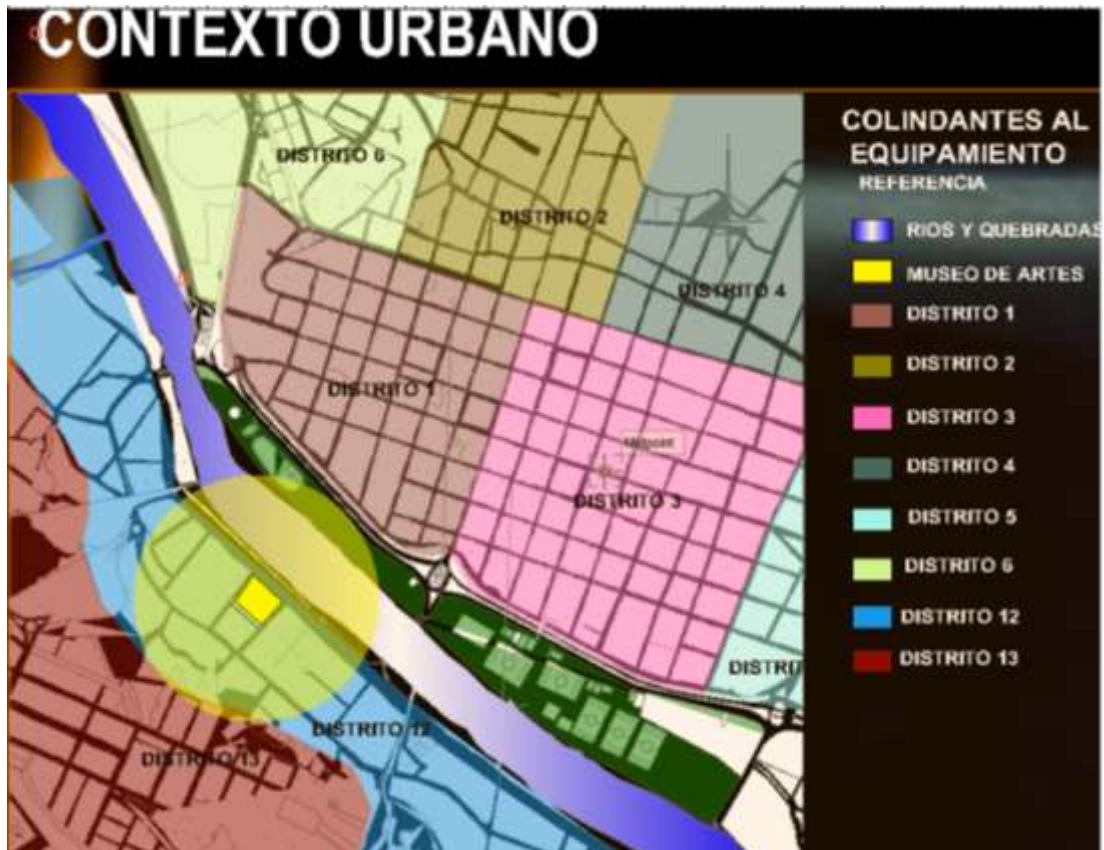 CONTEXTO URBANO
COLINDANTES AL
EQUIPAMIENTO
REFERENCIA
RIOS Y QUEBRADAS
MUSEO DE ARTES
DISTRITO 1
DISTRITO 2
DISTRITO 3
DISTRITO 4
DISTRITO 5
DISTRITO 6
DISTRITO 12
DISTRITO 13
DISTRITO 6
DISTRITO 2
DISTRITO 4
DISTRITO 1
DISTRITO 3
DISTRIT
DISTRITO 12
DISTRITO 13